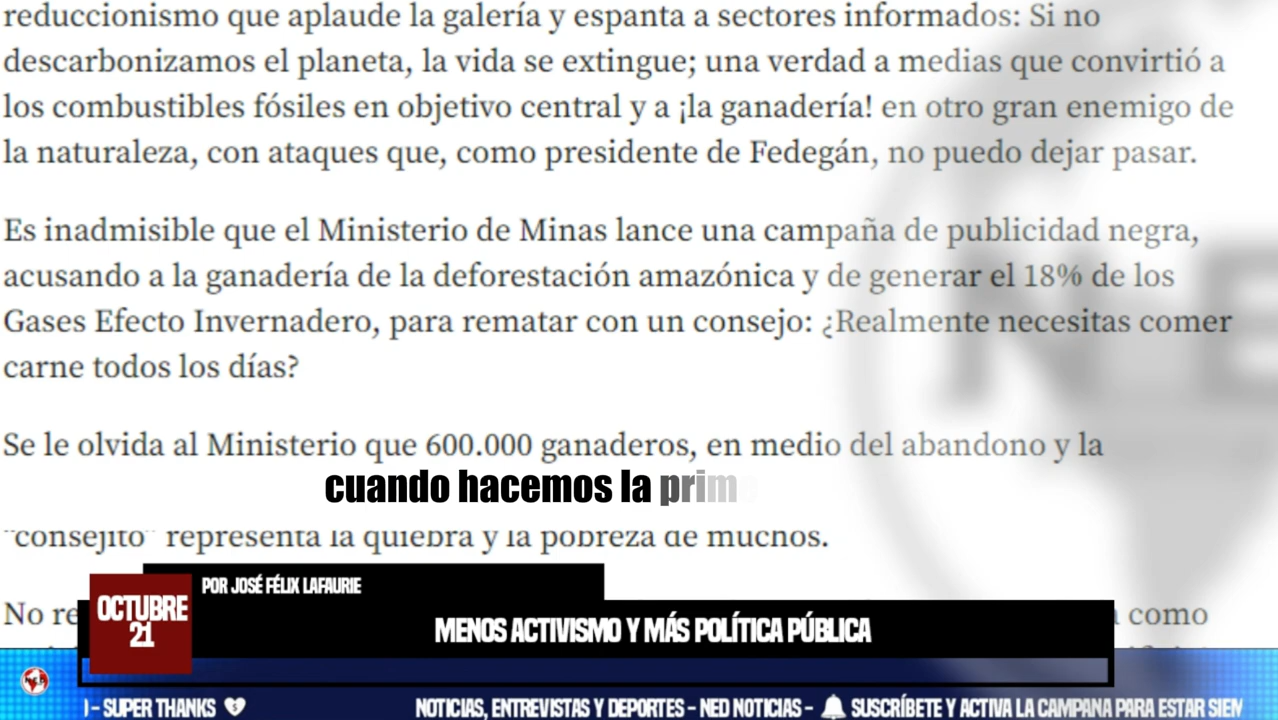 reduccionismo que aplaude la galería y espanta a sectores informados: Si no
descarbonizamos el planeta, la vida se extingue; una verdad a medias que convirtió a
los combustibles fósiles en objetivo central y a ¡la ganadería! en otro gran enemigo de
la naturaleza, con ataques que, como presidente de Fedegán, no puedo dejar pasar.
Es inadmisible que el Ministerio de Minas lance una campaña de publicidad negra,
acusando a la ganadería de la deforestación amazónica y de generar el 18% de los
Gases Efecto Invernadero, para rematar con un consejo: ¿Realmente necesitas comer
carne todos los días?
Se le olvida al Ministerio que 600.000 ganaderos, en medio del abandono y la
cuando hacemos la prim
"consejito" representa la quiebra y la pobreza de muchos.
POR JOSÉ FÉLIX LAFAURIE
OCTUBRE
21
No re
como
MENOS ACTIVISMO Y MÁS POLÍTICA PÚBLICA
– SUPER THANKS
NOTICIAS, ENTREVISTAS Y DEPORTES – NED NOTICIAS –
SUSCRÍBETE Y ACTIVA LA CAMPANA PARA ESTAR SIEM